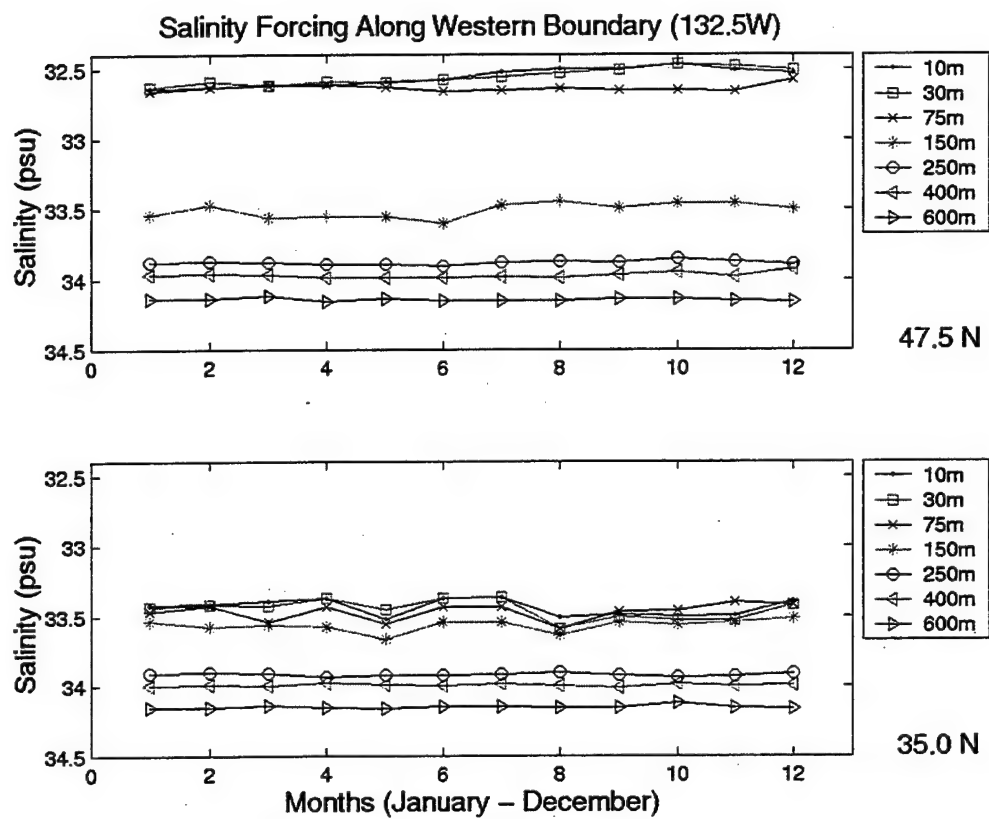 Salinity Forcing Along Western Boundary (132.5W)
32.5
33
33.5
34
34.5
Salinity (psu)
0 2 4 6 8 10 12
10m
30m
75m
150m
250m
400m
600m
47.5 N
32.5
33
33.5
34
34.5
Salinity (psu)
0 2 4 6 8 10 12
Months (January – December)
10m
30m
75m
150m
250m
400m
600m
35.0 N